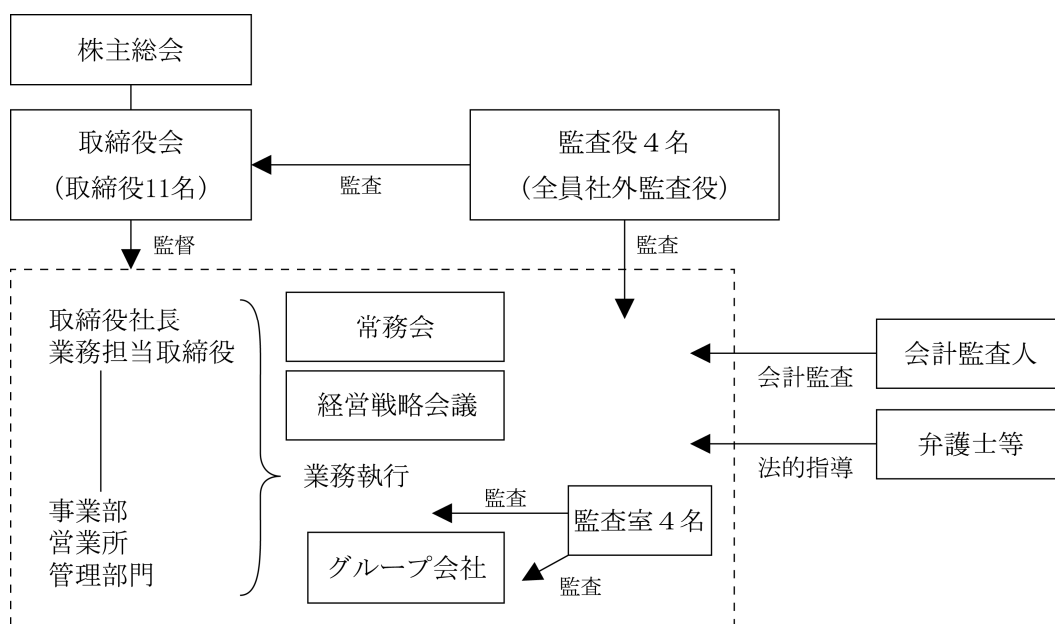 株主総会
取締役会
（取締役11名）
監査
監査役４名
（全員社外監査役）
監督
監査
取締役社長
業務担当取締役
常務会
経営戦略会議
会計監査人
会計監査
弁護士等
法的指導
業務執行
監査
監査室４名
事業部
営業所
管理部門
グループ会社
監査